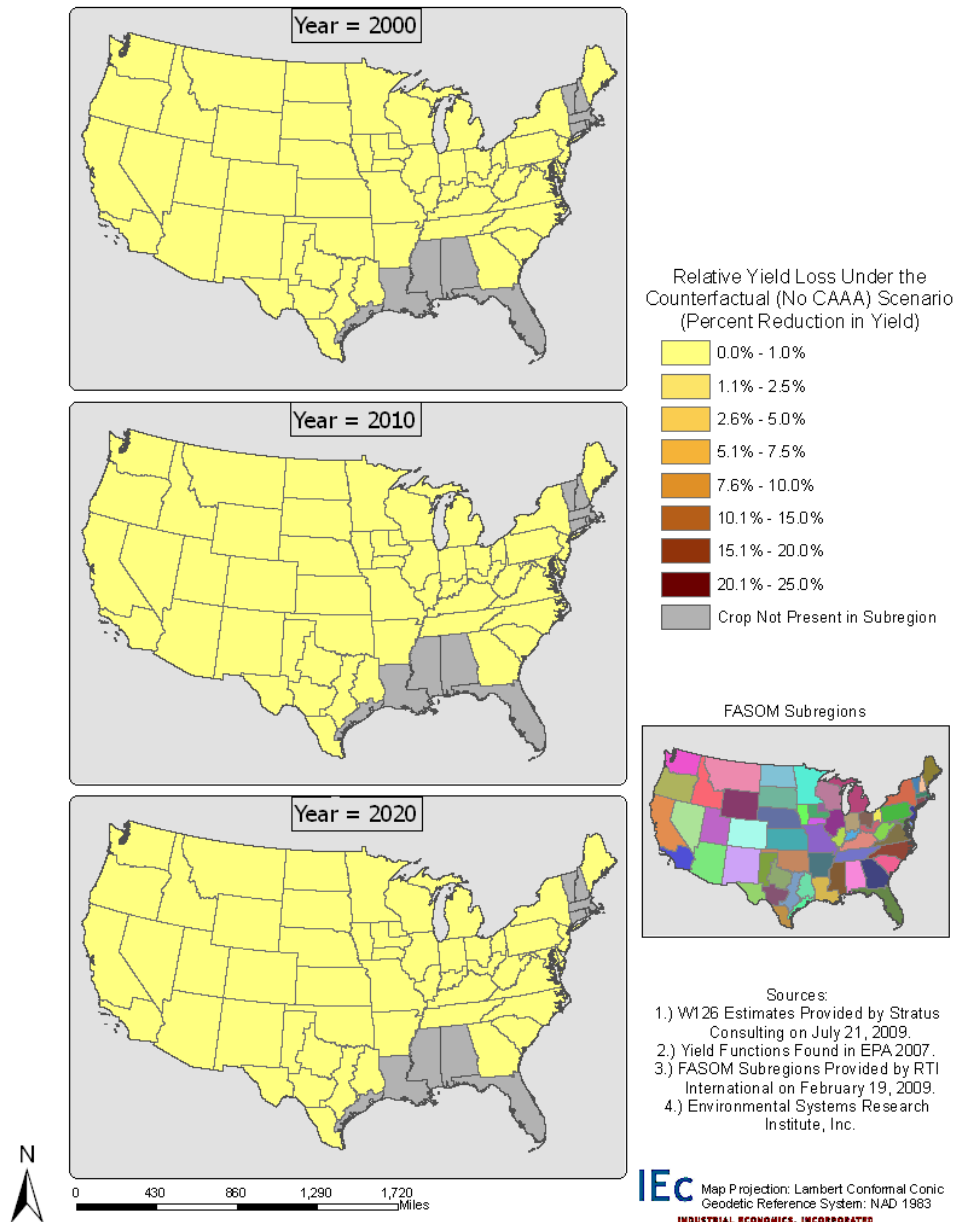 Year = 2000
Year = 2010
Year = 2020
Relative Yield Loss Under the
Counterfactual (No CAAA) Scenario
(Percent Reduction in Yield)
0.0% - 1.0%
1.1% - 2.5%
2.6% - 5.0%
5.1% - 7.5%
7.6% - 10.0%
10.1% - 15.0%
15.1% - 20.0%
20.1% - 25.0%
Crop Not Present in Subregion
FASOM Subregions
Sources:
1.) W126 Estimates Provided by Stratus
Consulting on July 21, 2009.
2.) Yield Functions Found in EPA 2007.
3.) FASOM Subregions Provided by RTI
International on February 19, 2009.
4.) Environmental Systems Research
Institute, Inc.
N
0 430 860 1,290 1,720
Miles
IEc
Map Projection: Lambert Conformal Conic
Geodetic Reference System: NAD 1983
INDUSTRIAL ECONOMICS, INCORPORATED